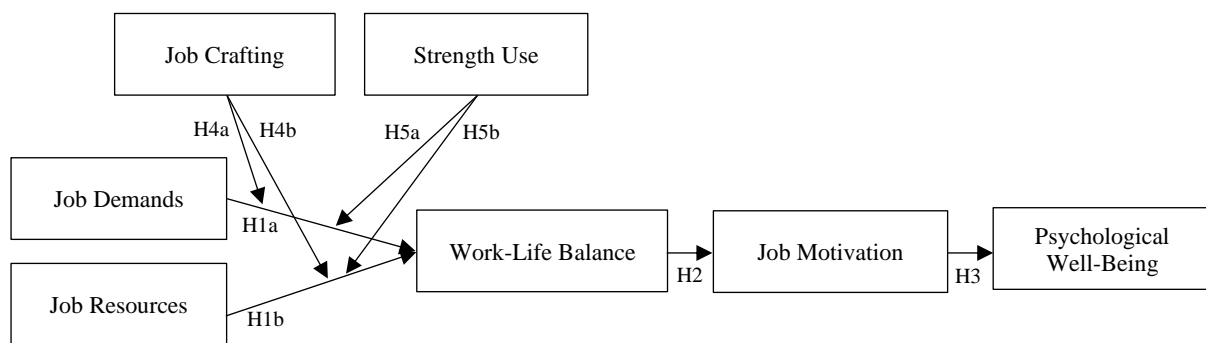 Job Crafting
Strength Use
H4a
H4b
H5a
H5b
Job Demands
H1a
Work-Life Balance
Job Motivation
Psychological
Well-Being
H2
H3
Job Resources
H1b